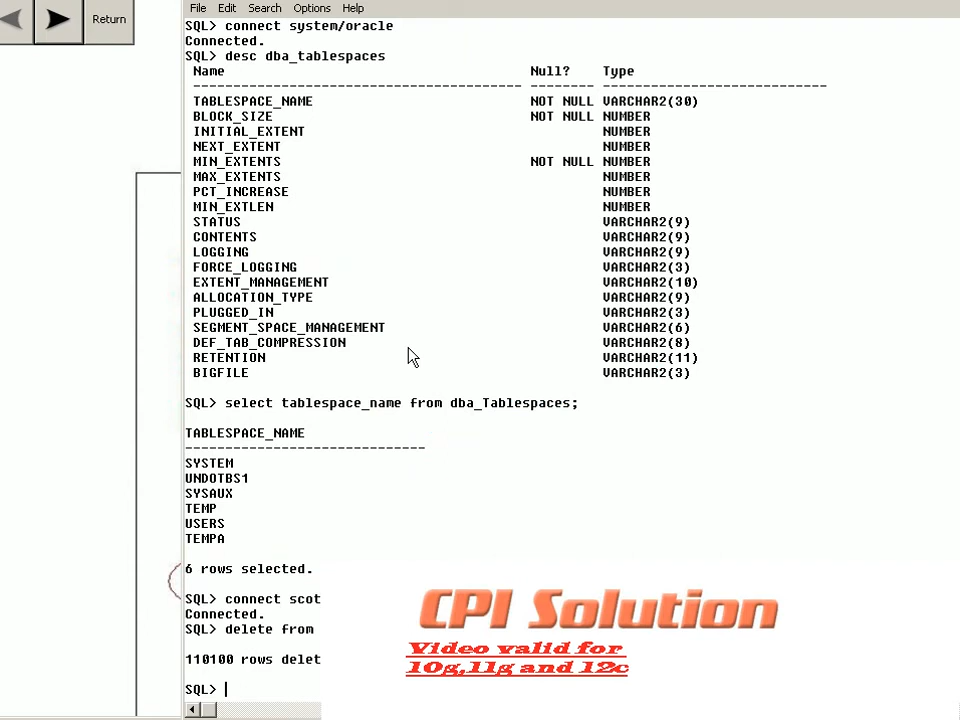 Return
File Edit Search Options Help
SQL> connect system/oracle
Connected.
SQL> desc dba_tablespaces
Name Null? Type
----------------------------------------- -------- ----------------------------
TABLESPACE_NAME NOT NULL VARCHAR2(30)
BLOCK_SIZE NOT NULL NUMBER
INITIAL_EXTENT NUMBER
NEXT_EXTENT NUMBER
MIN_EXTENTS NOT NULL NUMBER
MAX_EXTENTS NUMBER
PCT_INCREASE NUMBER
MIN_EXTLEN NUMBER
STATUS VARCHAR2(9)
CONTENTS VARCHAR2(9)
LOGGING VARCHAR2(9)
FORCE_LOGGING VARCHAR2(3)
EXTENT_MANAGEMENT VARCHAR2(10)
ALLOCATION_TYPE VARCHAR2(9)
PLUGGED_IN VARCHAR2(3)
SEGMENT_SPACE_MANAGEMENT VARCHAR2(6)
DEF_TAB_COMPRESSION VARCHAR2(8)
RETENTION VARCHAR2(11)
BIGFILE VARCHAR2(3)
SQL> select tablespace_name from dba_Tablespaces;
TABLESPACE_NAME
------------------------------
SYSTEM
UNDOTBS1
SYSAUX
TEMP
USERS
TEMPA
6 rows selected.
SQL> connect scot
Connected.
SQL> delete from
110100 rows delet
SQL>
CPI Solution
Video valid for
10g,11g and 12c